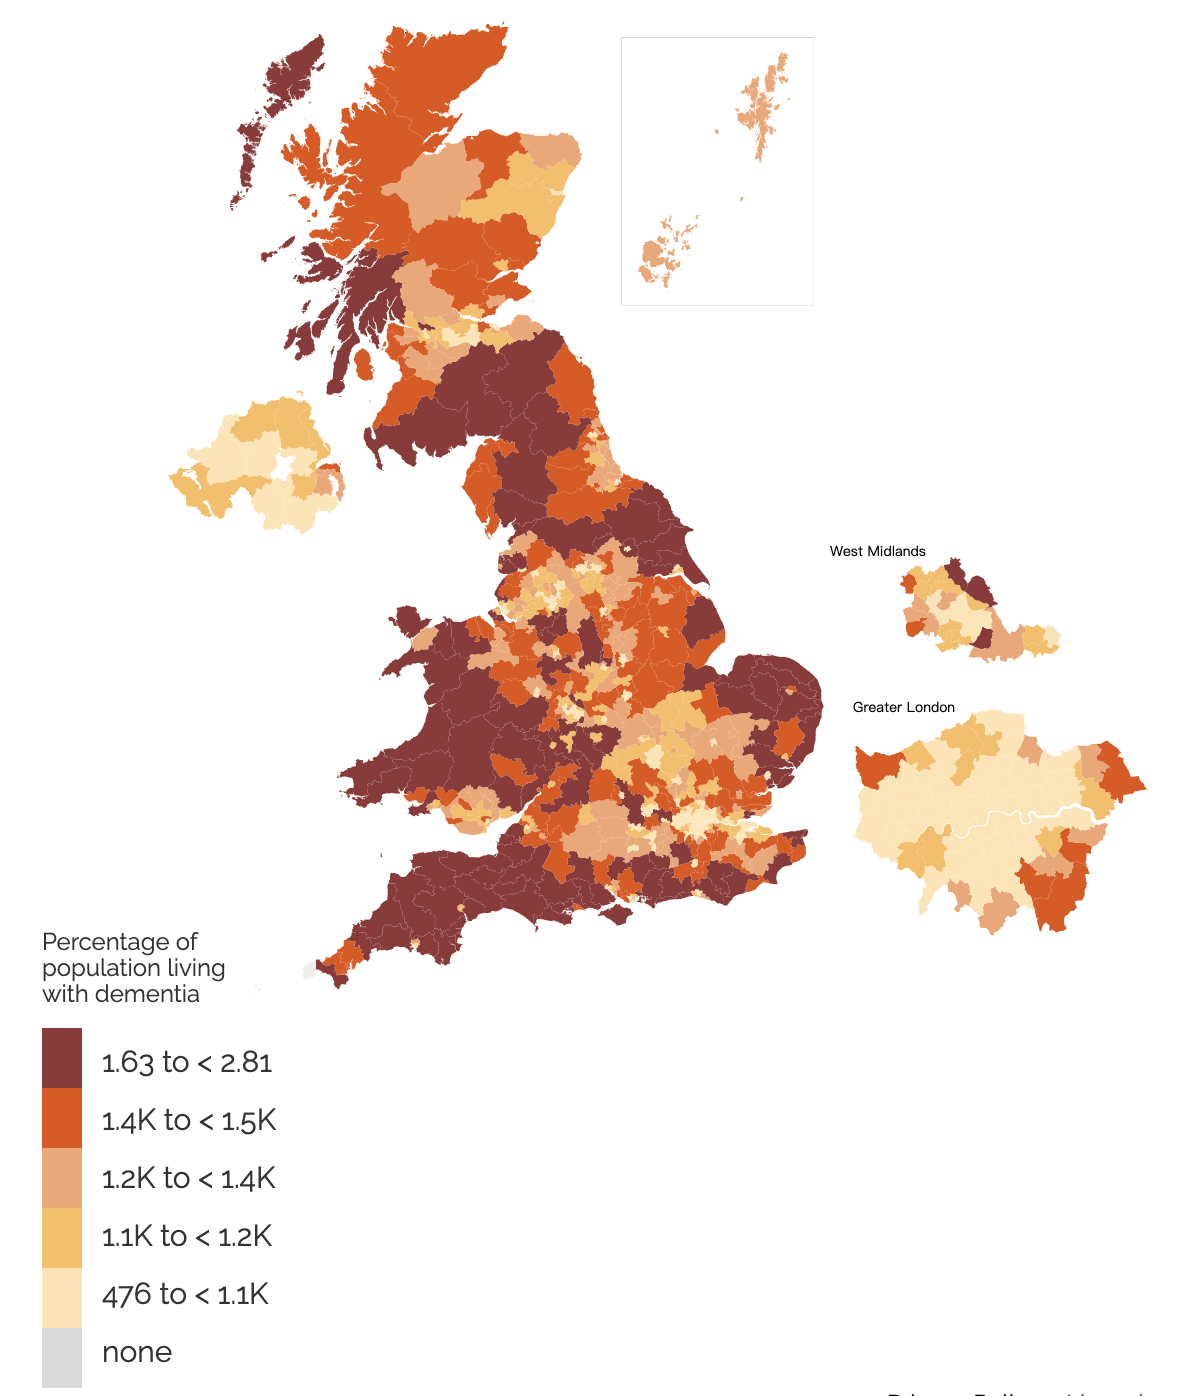 West Midlands
Greater London
Percentage of
population living
with dementia
1.63 to < 2.81
1.4K to < 1.5K
1.2K to < 1.4K
1.1K to < 1.2K
476 to < 1.1K
none